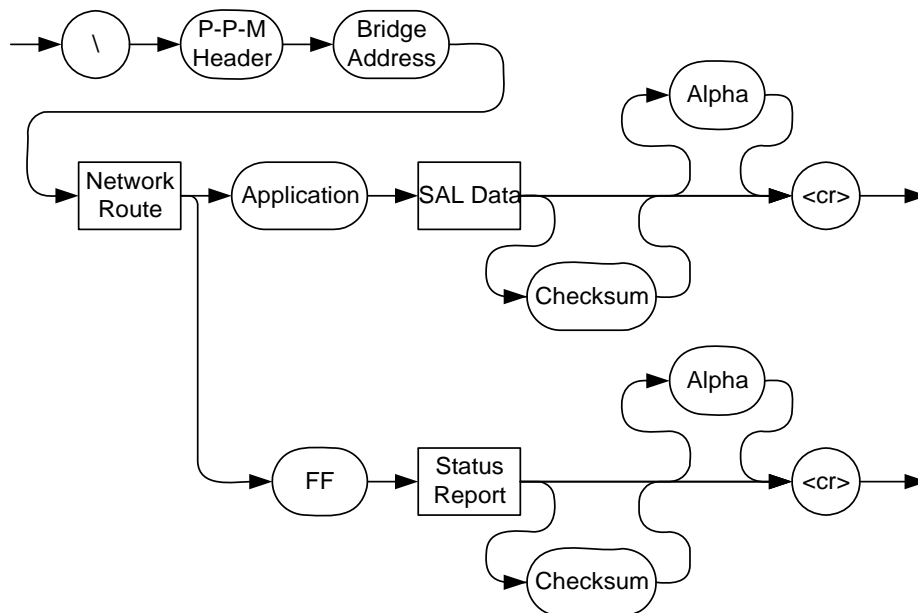 \
P-P-M
Header
Bridge
Address
Alpha
Network
Route
Application
SAL Data
<cr>
Checksum
Alpha
FF
Status
Report
<cr>
Checksum